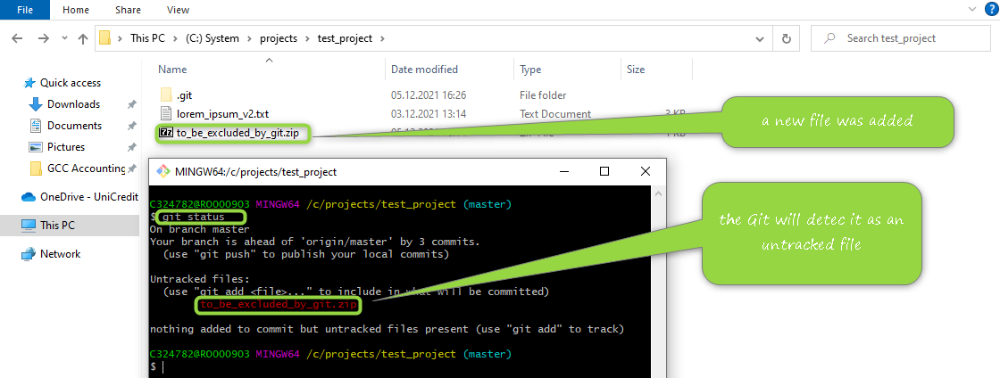 File Home Share View
This PC > (C:) System > projects > test_project >
Search test_project
Name Date modified Type Size
Quick access
Downloads
Documents
Pictures
GCC Accounting
OneDrive - UniCredit
This PC
Network
.git 05.12.2021 16:26 File folder
lorem_ipsum_v2.txt 03.12.2021 13:14 Text Document 3 KB
to_be_excluded_by_git.zip
a new file was added
MINGW64:/c/projects/test_project
C324782@ROOO0903 MINGW64 /c/projects/test_project (master)
$ git status
On branch master
Your branch is ahead of 'origin/master' by 3 commits.
(use "git push" to publish your local commits)
Untracked files:
(use "git add <file>..." to include in what will be committed)
to_be_excluded_by_git.zip
nothing added to commit but untracked files present (use "git add" to track)
C324782@ROOO0903 MINGW64 /c/projects/test_project (master)
$
the Git will detec it as an
untracked file